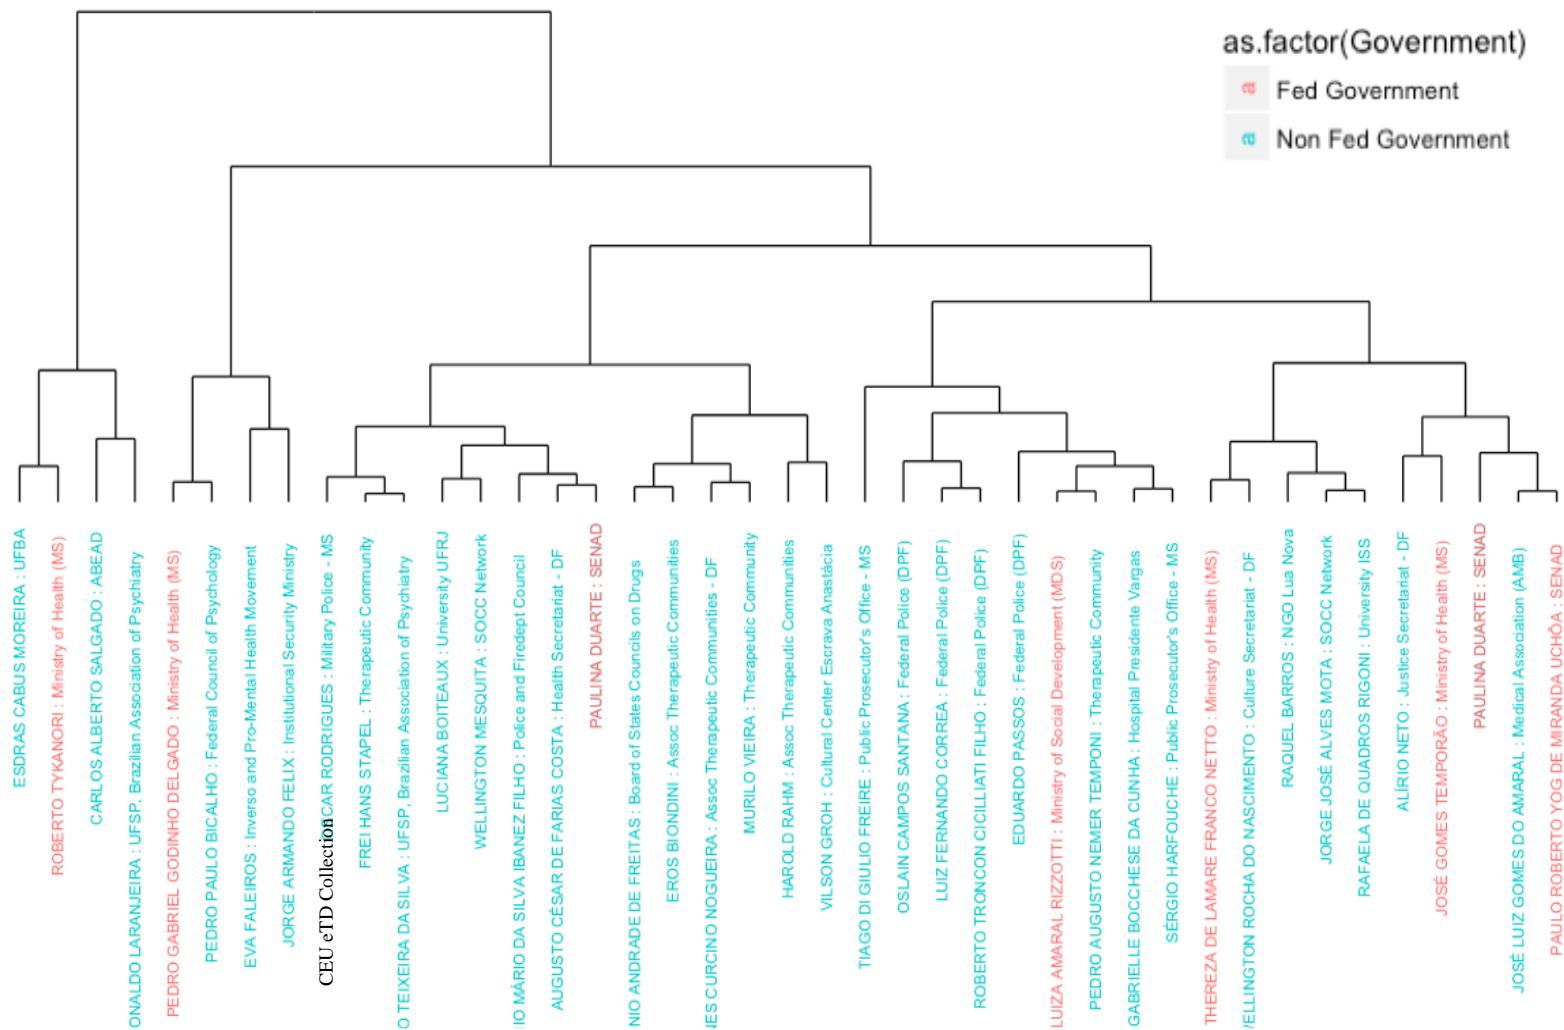 as.factor(Government)
a Fed Government
a Non Fed Government
ESDRAS CABUS MOREIRA : UFBA
ROBERTO TYKANORI : Ministry of Health (MS)
CARLOS ALBERTO SALGADO : ABEAD
ONALDO LARANJEIRA : UFSP, Brazilian Association of Psychiatry
PEDRO GABRIEL GODINHO DELGADO : Ministry of Health (MS)
PEDRO PAULO BICALHO : Federal Council of Psychology
EVA FALEIROS : Inverso and Pro-Mental Health Movement
JORGE ARMANDO FELIX : Institutional Security Ministry
CAR RODRIGUES : Military Police - MS
CEU eTD Collection
FREI HANS STAPEL : Therapeutic Community
O TEIXEIRA DA SILVA : UFSP, Brazilian Association of Psychiatry
LUCIANA BOITEAUX : University UFRJ
WELLINGTON MESQUITA : SOCC Network
IO MÁRIO DA SILVA IBANEZ FILHO : Police and Firedept Council
AUGUSTO CÉSAR DE FARIAS COSTA : Health Secretariat - DF
PAULINA DUARTE : SENAD
NIO ANDRADE DE FREITAS : Board of States Councils on Drugs
EROS BIONDINI : Assoc Therapeutic Communities
NES CURCINO NOGUEIRA : Assoc Therapeutic Communities - DF
MURILO VIEIRA : Therapeutic Community
HAROLD RAHM : Assoc Therapeutic Communities
VILSON GROH : Cultural Center Escrava Anastácia
TIAGO DI GIULIO FREIRE : Public Prosecutor's Office - MS
OSLAIN CAMPOS SANTANA : Federal Police (DPF)
LUIZ FERNANDO CORREA : Federal Police (DPF)
ROBERTO TRONCON CICILLIATI FILHO : Federal Police (DPF)
EDUARDO PASSOS : Federal Police (DPF)
LUIZA AMARAL RIZZOTTI : Ministry of Social Development (MDS)
PEDRO AUGUSTO NEMER TEMPONI : Therapeutic Community
GABRIELLE BOCCHESE DA CUNHA : Hospital Presidente Vargas
SÉRGIO HARFOUCHE : Public Prosecutor's Office - MS
THEREZA DE LAMARE FRANCO NETTO : Ministry of Health (MS)
WELLINGTON ROCHA DO NASCIMENTO : Culture Secretariat - DF
RAQUEL BARROS : NGO Lua Nova
JORGE JOSÉ ALVES MOTA : SOCC Network
RAFAELA DE QUADROS RIGONI : University ISS
ALÍRIO NETO : Justice Secretariat - DF
JOSÉ GOMES TEMPORÃO : Ministry of Health (MS)
PAULINA DUARTE : SENAD
JOSÉ LUIZ GOMES DO AMARAL : Medical Association (AMB)
PAULO ROBERTO YOG DE MIRANDA UCHÔA : SENAD